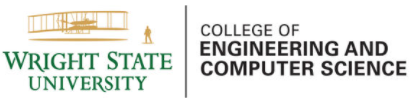 WRIGHT STATE
UNIVERSITY
COLLEGE OF
ENGINEERING AND
COMPUTER SCIENCE